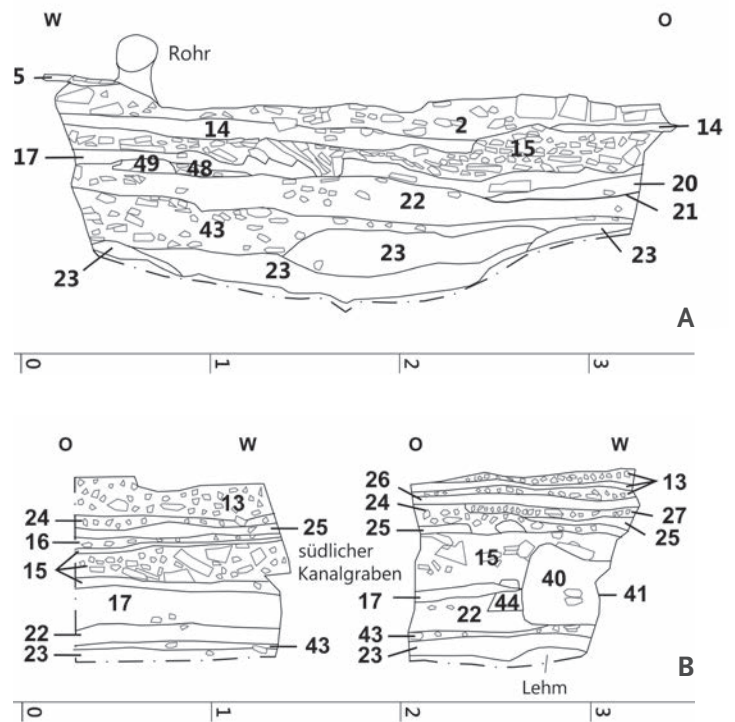 W O
Rohr
5
14 2 14
15
17 49 48
20
22
21
43
23 23 23 23
A
0 1 2 3
O W O W
26 13
13 24
24 25 27
16 25 25
südlicher
Kanalgraben
15 15 40
17 17 44 41
22
22 43 43
23 23
B
Lehm
0 1 2 3